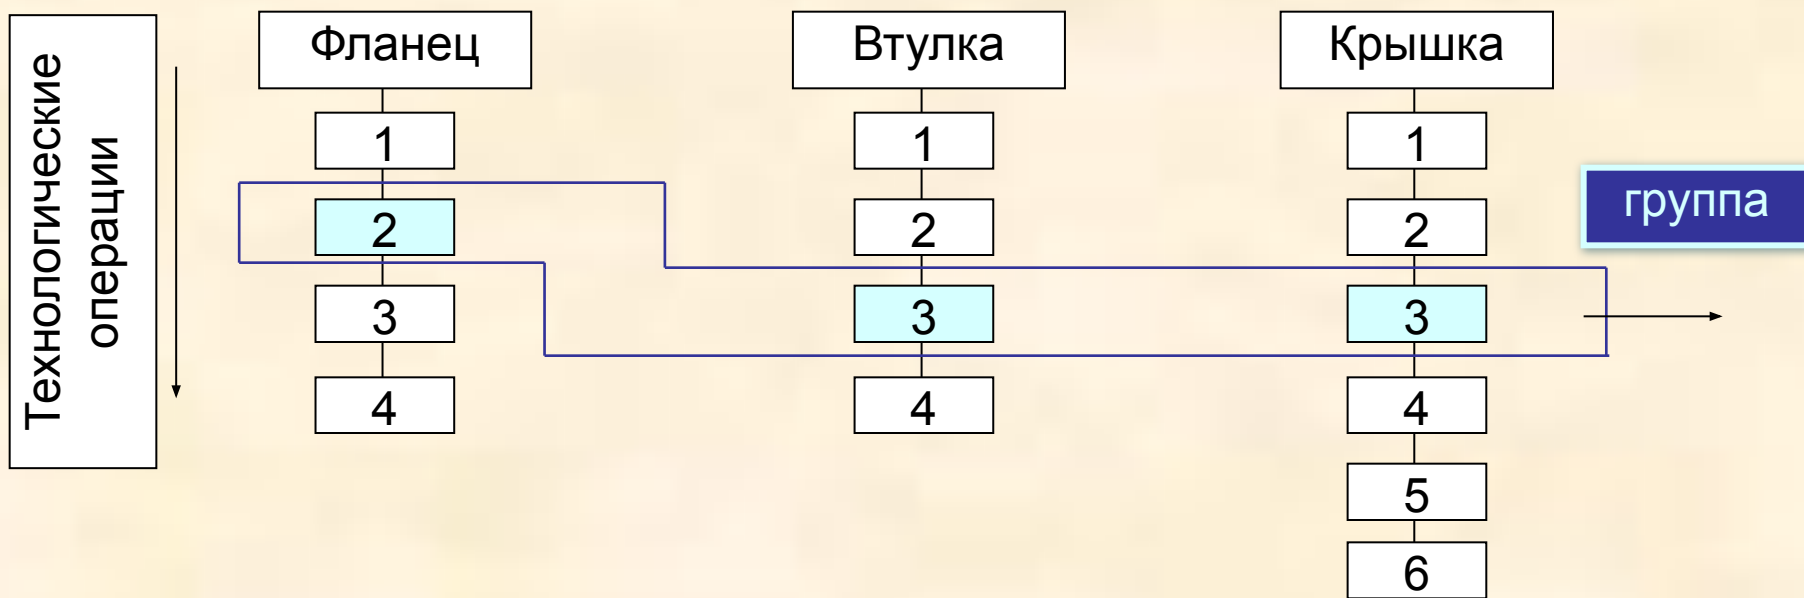 Технологические
операции
Фланец
1
2
3
4
Втулка
1
2
3
4
Крышка
1
2
3
4
5
6
группа